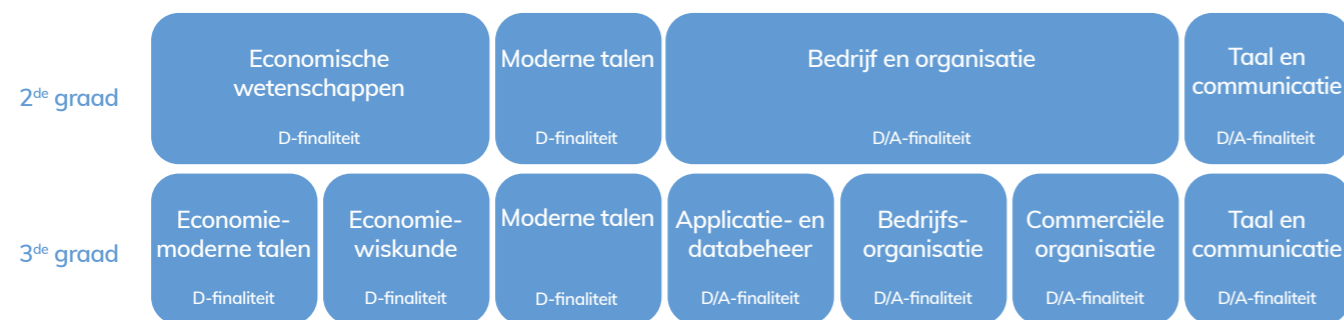 2de graad
Economische
wetenschappen
D-finaliteit
Moderne talen
D-finaliteit
Bedrijf en organisatie
D/A-finaliteit
Taal en
communicatie
D/A-finaliteit
3de graad
Economie-
moderne talen
D-finaliteit
Economie-
wiskunde
D-finaliteit
Moderne talen
D-finaliteit
Applicatie- en
databeheer
D/A-finaliteit
Bedrijfs-
organisatie
D/A-finaliteit
Commerciële
organisatie
D/A-finaliteit
Taal en
communicatie
D/A-finaliteit